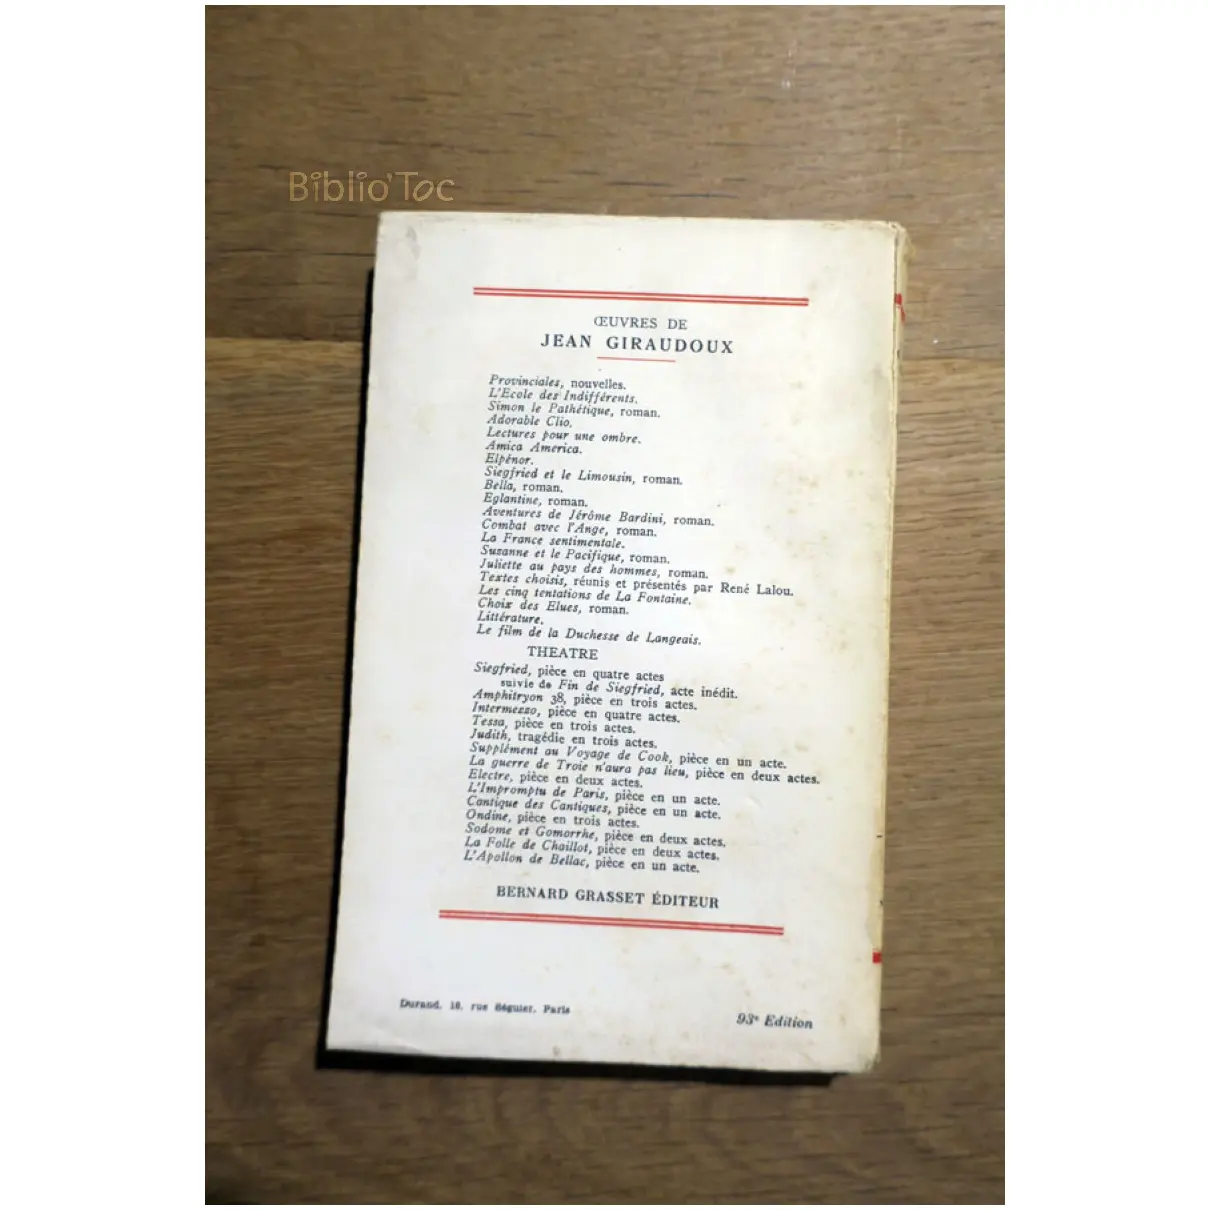 Biblio'Toc
ŒUVRES DE
JEAN GIRAUDOUX
Provinciales, nouvelles.
L'Ecole des Indifférents.
Simon le Pathétique, roman.
Adorable Clio.
Lectures pour une ombre.
Amica America.
Elpénor.
Siegfried et le Limousin, roman.
Bella, roman.
Eglantine, roman.
Aventures de Jérôme Bardini, roman.
Combat avec l'Ange, roman.
La France sentimentale.
Suzanne et le Pacifique, roman.
Juliette au pays des hommes, roman.
Textes choisis, réunis et présentés par René Lalou.
Les cinq tentations de La Fontaine.
Choix des Elues, roman.
Littérature.
Le film de la Duchesse de Langeais.
THEATRE
Siegfried, pièce en quatre actes
suivie de Fin de Siegfried, acte inédit.
Amphitryon 38, pièce en trois actes.
Intermezzo, pièce en quatre actes.
Tessa, pièce en trois actes.
Judith, tragédie en trois actes.
Supplément au Voyage de Cook, pièce en un acte.
La guerre de Troie n'aura pas lieu, pièce en deux actes.
Electre, pièce en deux actes.
L'Impromptu de Paris, pièce en un acte.
Cantique des Cantiques, pièce en un acte.
Ondine, pièce en trois actes.
Sodome et Gomorrhe, pièce en deux actes.
La Folle de Chaillot, pièce en deux actes.
L'Apollon de Bellac, pièce en un acte.
BERNARD GRASSET ÉDITEUR
Durand, 18, rue Séguier, Paris
93e Edition